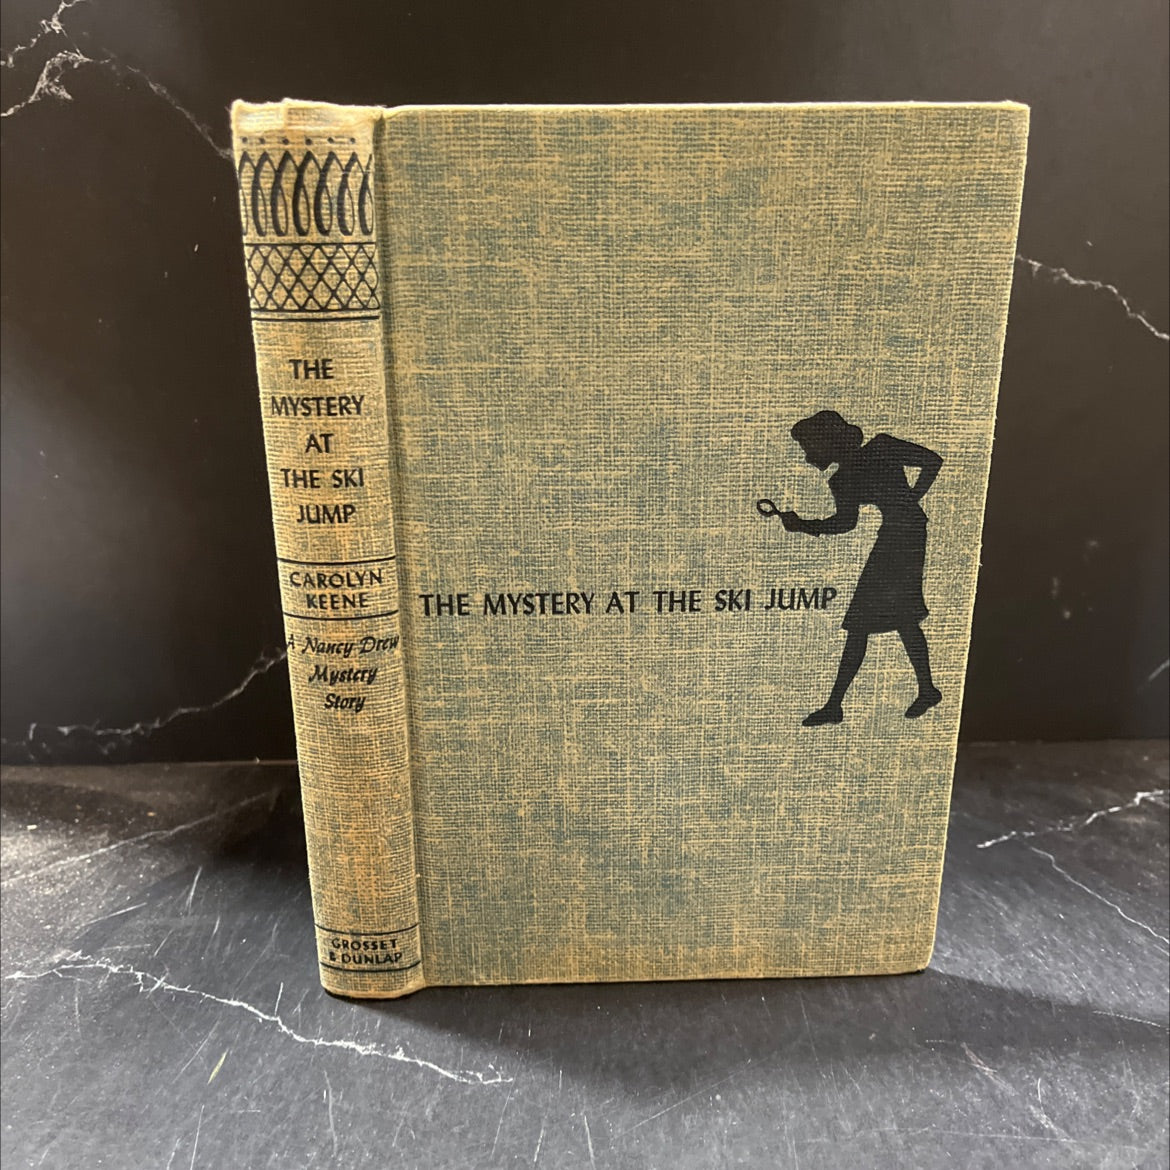 THE
MYSTERY
AT
THE SKI
JUMP
CAROLYN
KEENE
A Nancy Drew
Mystery
Story
GROSSET
& DUNLAP
THE MYSTERY AT THE SKI JUMP